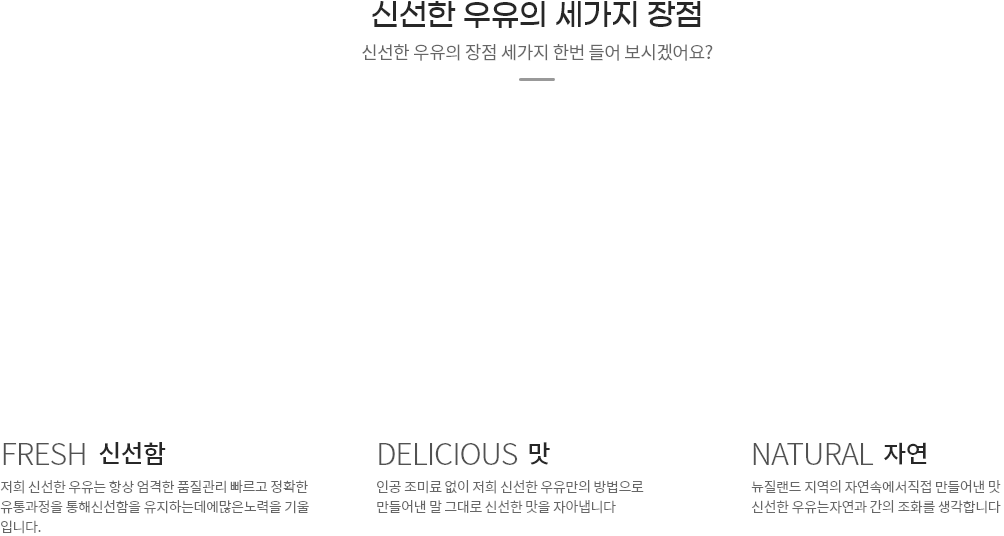 신선한 우유의 세가지 장점
신선한 우유의 장점 세가지 한번 들어 보시겠어요?
FRESH 신선함
저희 신선한 우유는 항상 엄격한 품질관리 빠르고 정확한
유통과정을 통해신선함을 유지하는데에많은노력을 기울
입니다.
DELICIOUS 맛
인공 조미료 없이 저희 신선한 우유만의 방법으로
만들어낸 말 그대로 신선한 맛을 자아냅니다
NATURAL 자연
뉴질랜드 지역의 자연속에서직접 만들어낸 맛
신선한 우유는자연과 간의 조화를 생각합니다